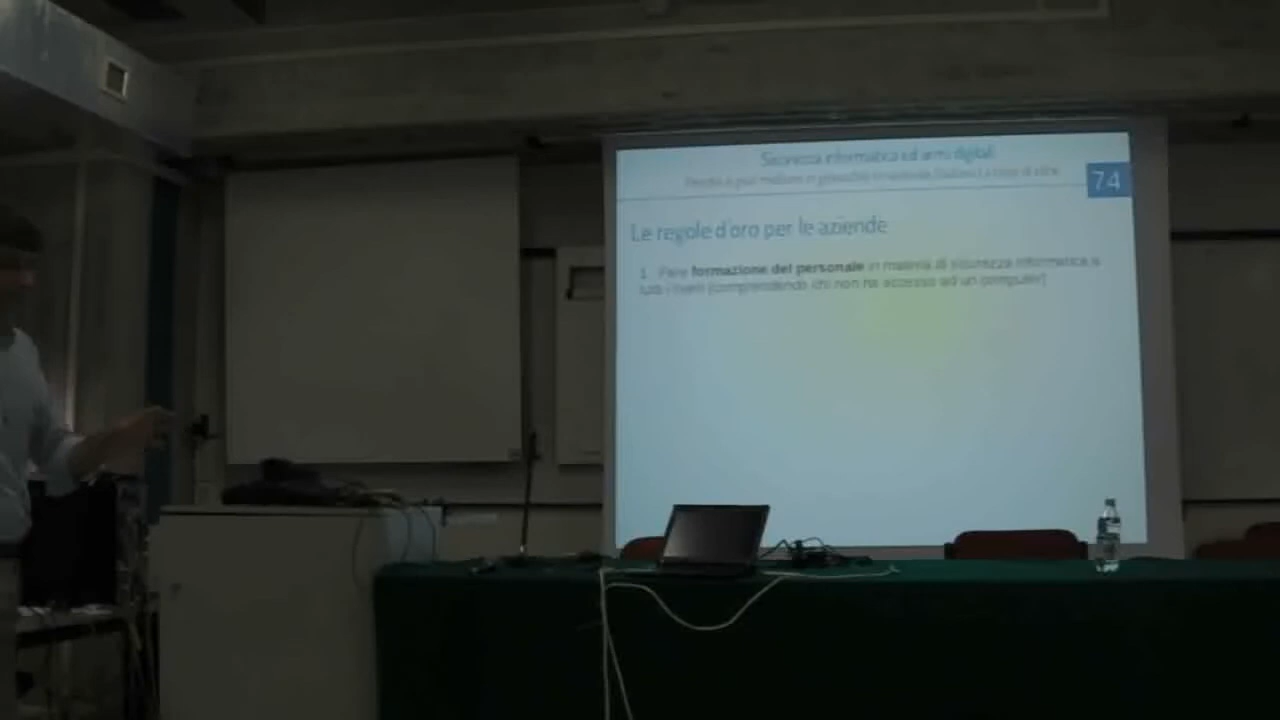 Sicurezza informatica ed armi digitali
74
Le regole d'oro per le aziende
1. Fare formazione del personale in materia di sicurezza informatica a
tutti i livelli (comprendendo chi non ha accesso ad un computer)